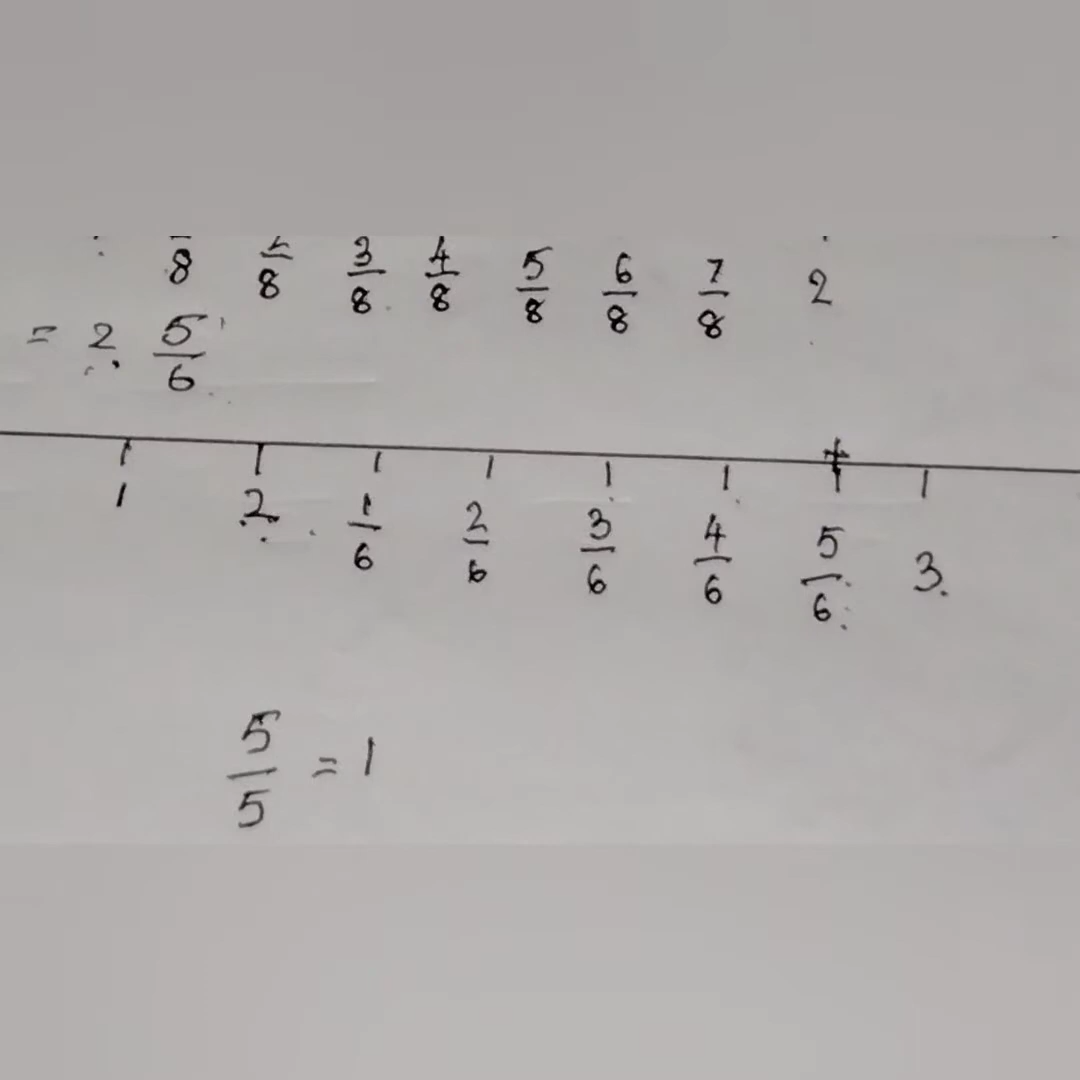 8 2/8 3/8 4/8 5/8 6/8 7/8 2
= 2 5/6
1 2 1/6 2/6 3/6 4/6 5/6 3
5/5 = 1